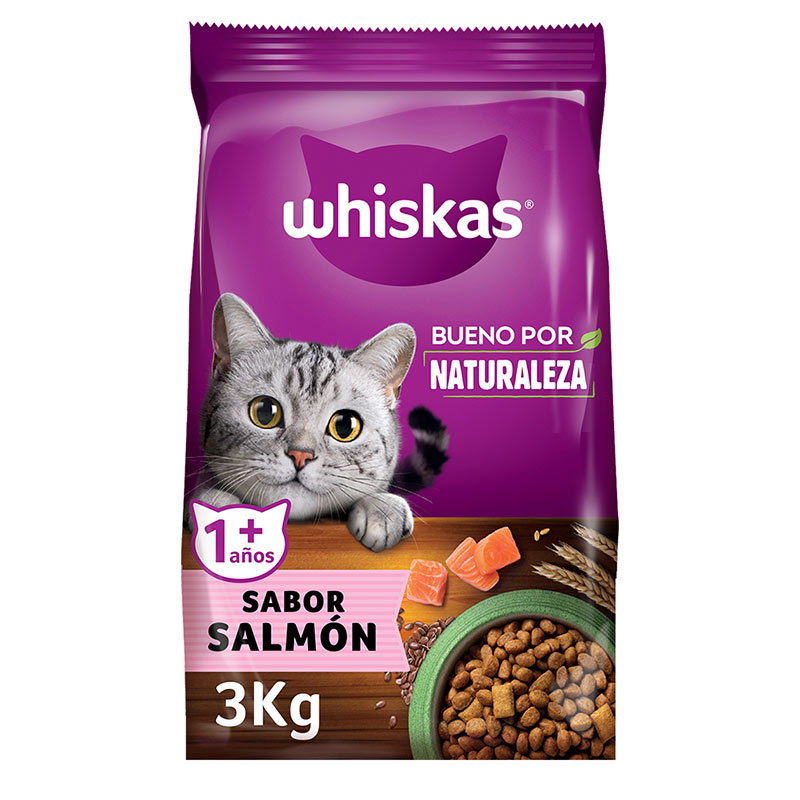 whiskas®
BUENO POR
NATURALEZA
1+
años
SABOR
SALMÓN
3Kg